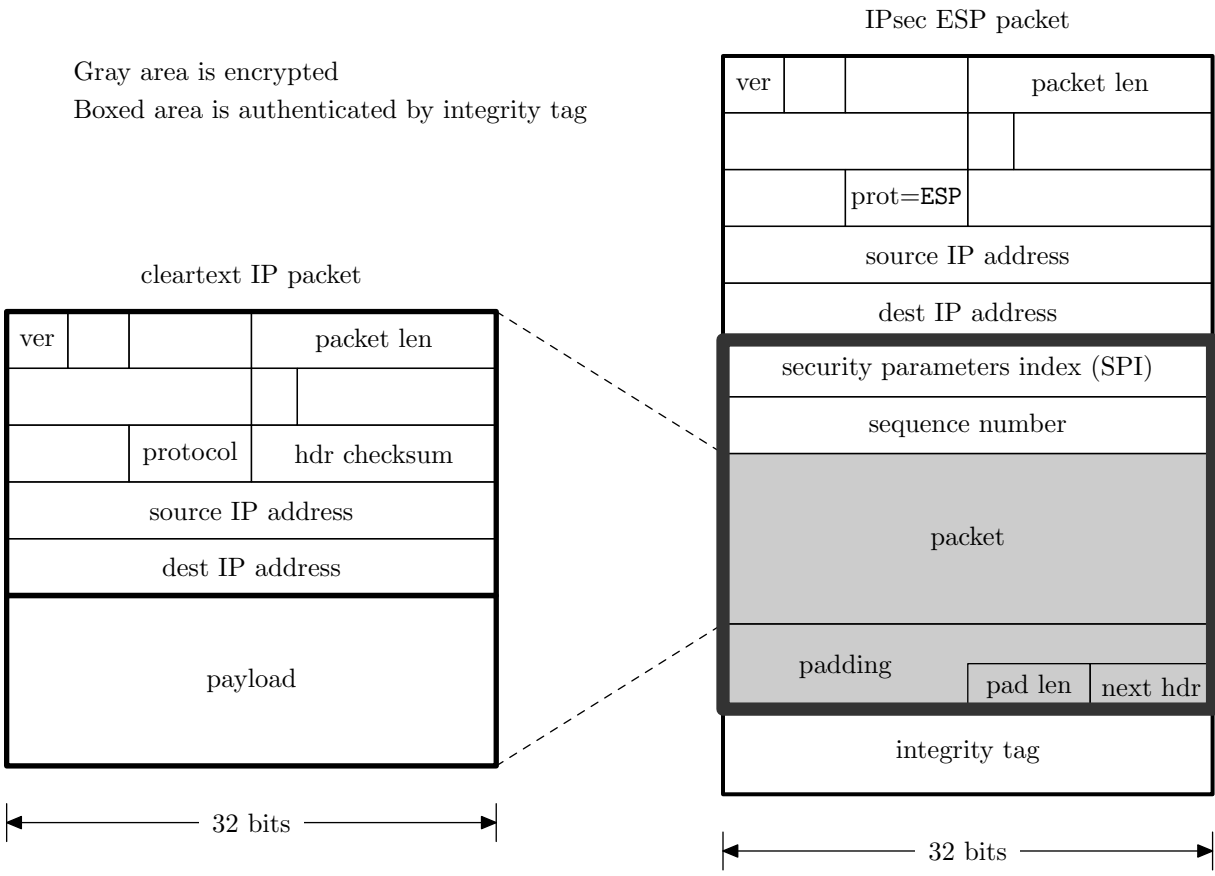 IPsec ESP packet
Gray area is encrypted
Boxed area is authenticated by integrity tag
ver packet len
prot=ESP
source IP address
dest IP address
security parameters index (SPI)
sequence number
packet
padding
pad len next hdr
integrity tag
32 bits
cleartext IP packet
ver packet len
protocol hdr checksum
source IP address
dest IP address
payload
32 bits